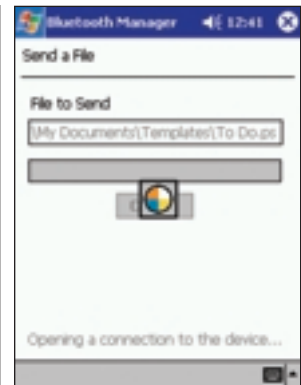 Bluetooth Manager 12:41
Send a File
File to Send
\My Documents\Templates\To Do.ps
Opening a connection to the device...